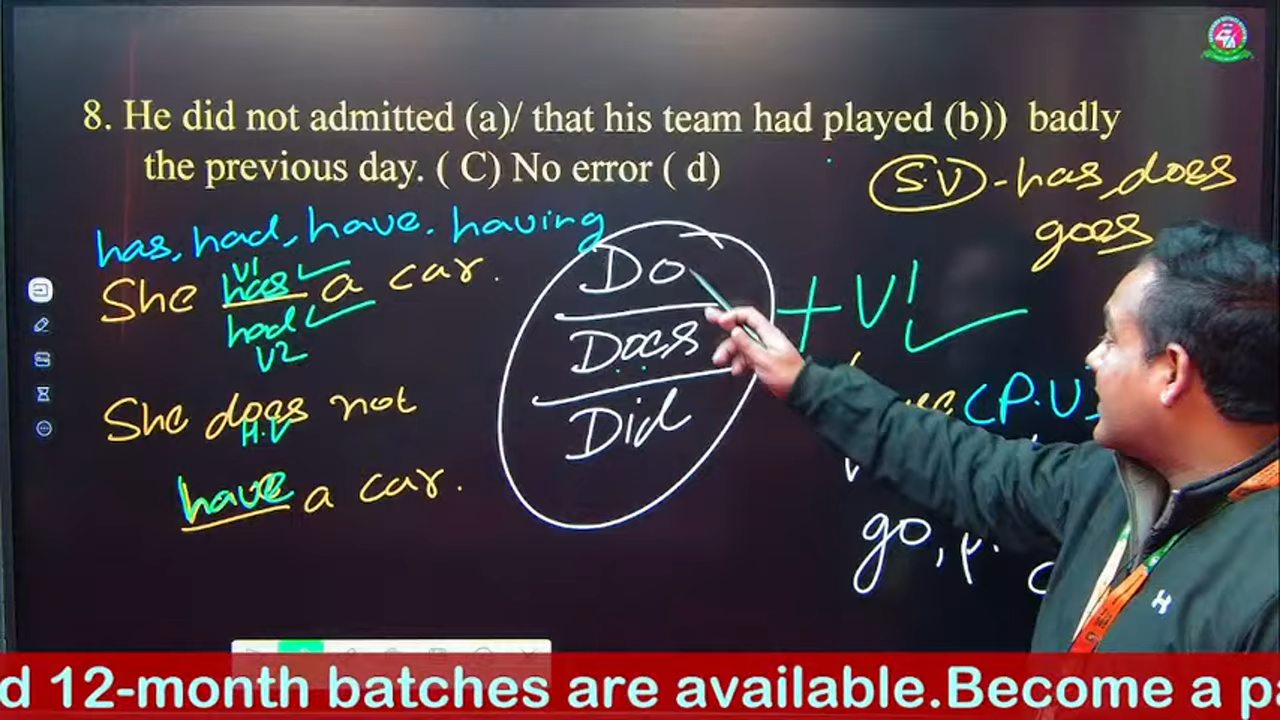 8. He did not admitted (a)/ that his team had played (b)) badly
the previous day. ( C) No error ( d)
S.V - has, does
goes
has, had, have, having
She has a car.
V1
had
V2
She does not
H.V
have a car.
Do
Does
Did
+ V1
(P.V)
go,
d 12-month batches are available.Become a pa